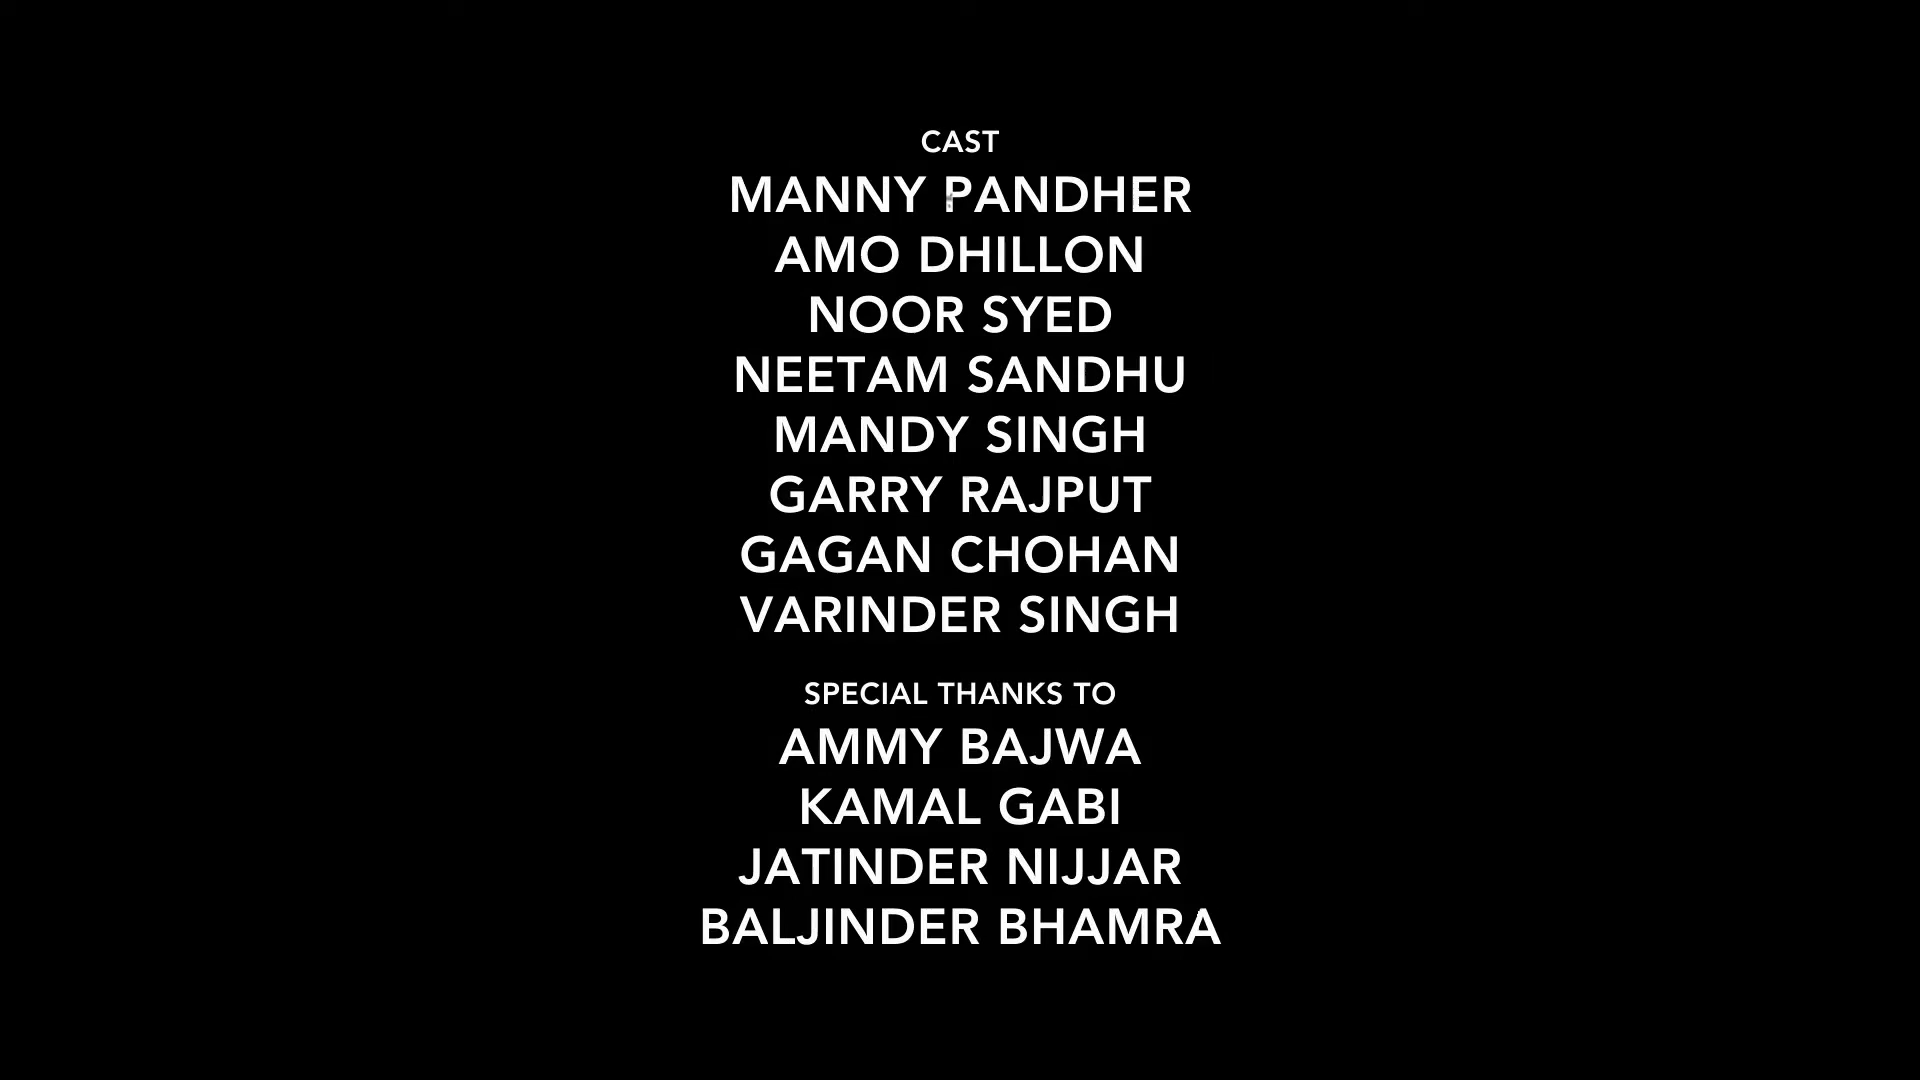 CAST
MANNY PANDHER
AMO DHILLON
NOOR SYED
NEETAM SANDHU
MANDY SINGH
GARRY RAJPUT
GAGAN CHOHAN
VARINDER SINGH
SPECIAL THANKS TO
AMMY BAJWA
KAMAL GABI
JATINDER NIJJAR
BALJINDER BHAMRA